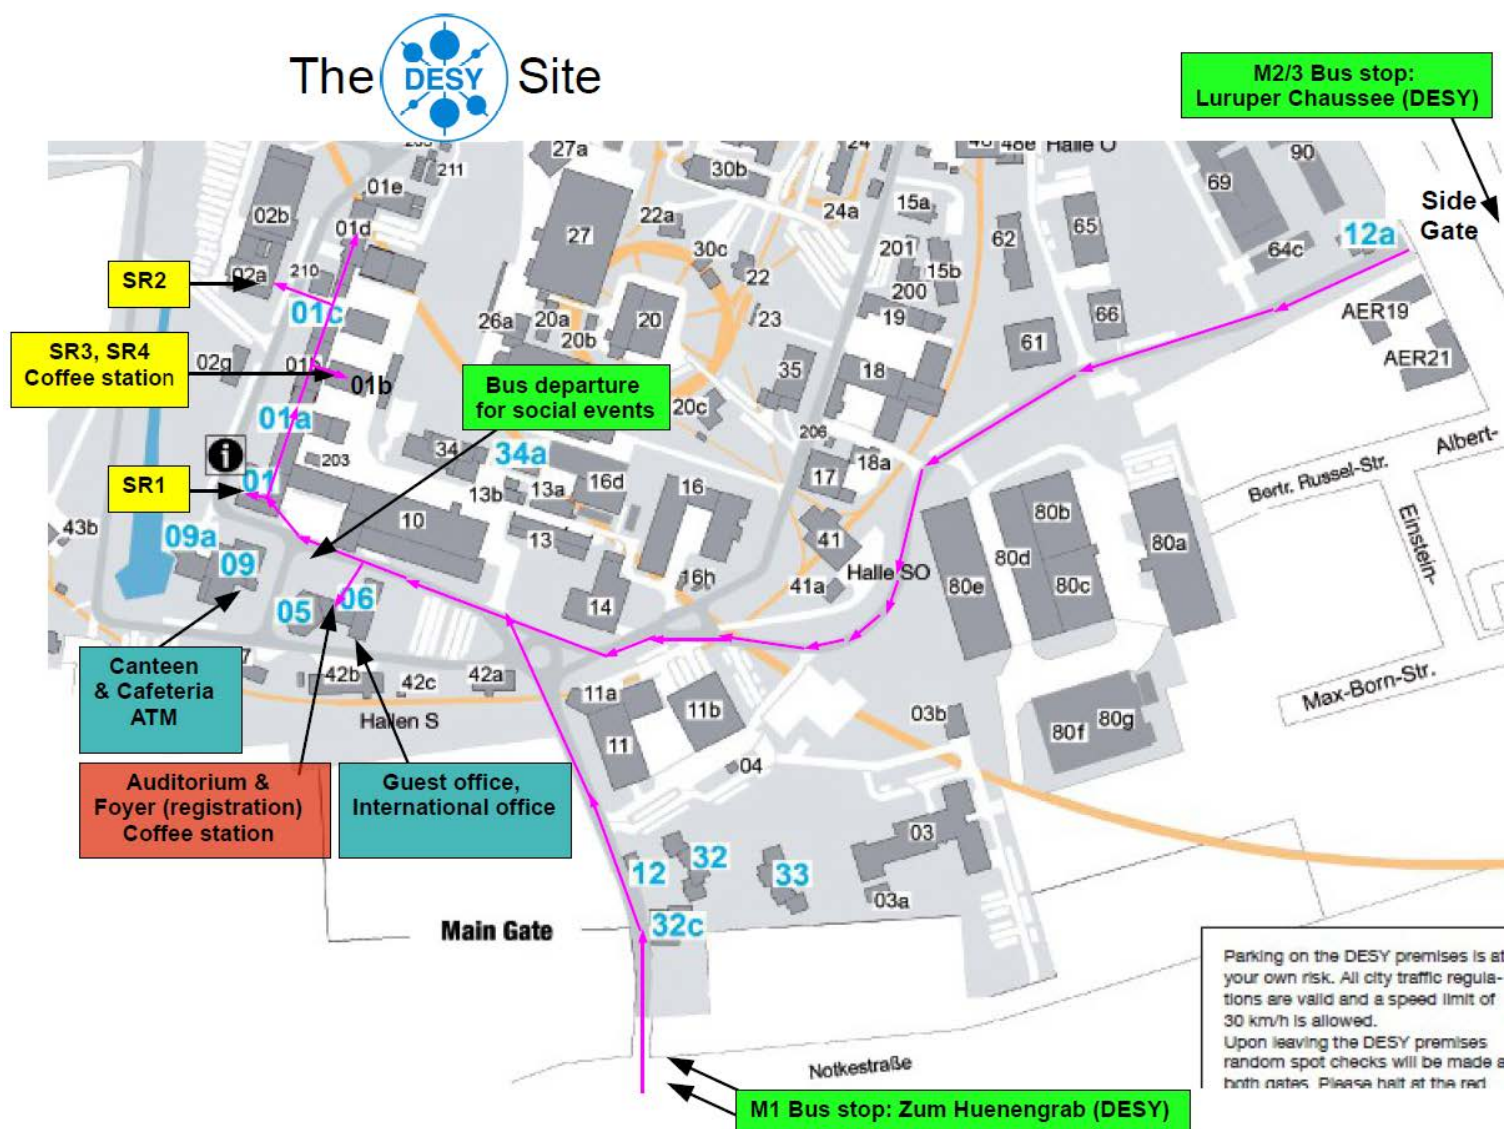 The DESY Site
M2/3 Bus stop:
Luruper Chaussee (DESY)
Side
Gate
27a
30b
24
48e
Halle O
69
90
211
01e
02b
01d
22a
24a
15a
65
12a
27
30c
201
62
64c
02a
210
22
15b
SR2
01c
200
AER19
26a
20a
20
23
19
66
SR3, SR4
Coffee station
20b
61
AER21
02g
01b
Bus departure
for social events
35
18
01a
20c
206
Albert-
34
34a
18a
i
203
17
Bertr. Russel-Str.
SR1
01
13b
13a
16d
16
Einstein-
43b
10
80b
09a
13
41
80d
80a
09
16h
41a
Halle SO
80e
80c
05
06
14
Canteen
& Cafeteria
ATM
7
42b
42c
42a
11a
Max-Born-Str.
Hallen S
11b
03b
80f
80g
11
04
Auditorium &
Foyer (registration)
Coffee station
Guest office,
International office
03
12
32
33
03a
Main Gate
32c
Parking on the DESY premises is at
your own risk. All city traffic regula-
tions are valid and a speed limit of
30 km/h is allowed.
Upon leaving the DESY premises
random spot checks will be made a
both gates. Please halt at the red
Notkestraße
M1 Bus stop: Zum Huenengrab (DESY)